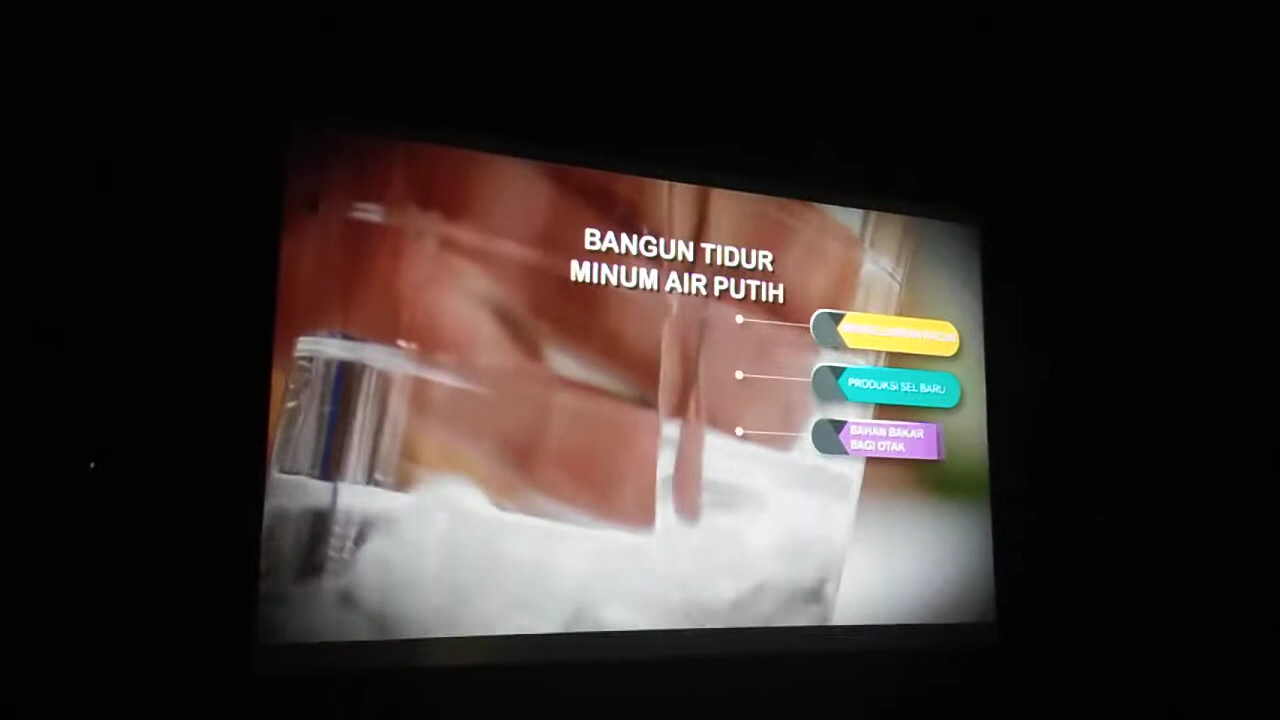 BANGUN TIDUR
MINUM AIR PUTIH
PRODUKSI SEL BARU
BAHAN BAKAR
BAGI OTAK